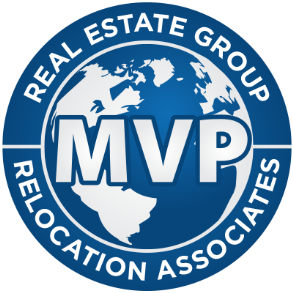 REAL ESTATE GROUP
MVP
RELOCATION ASSOCIATES